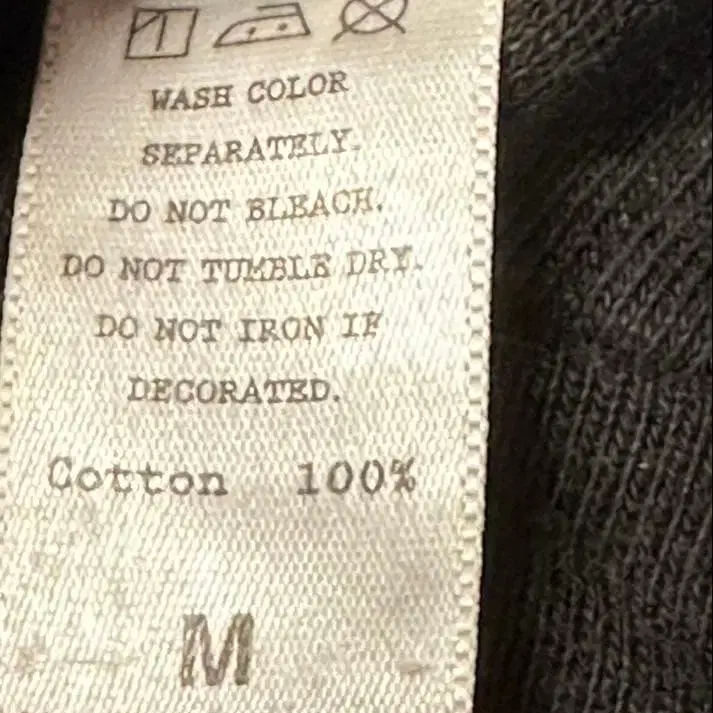 WASH COLOR
SEPARATELY.
DO NOT BLEACH.
DO NOT TUMBLE DRY.
DO NOT IRON IF
DECORATED.
Cotton 100%
M